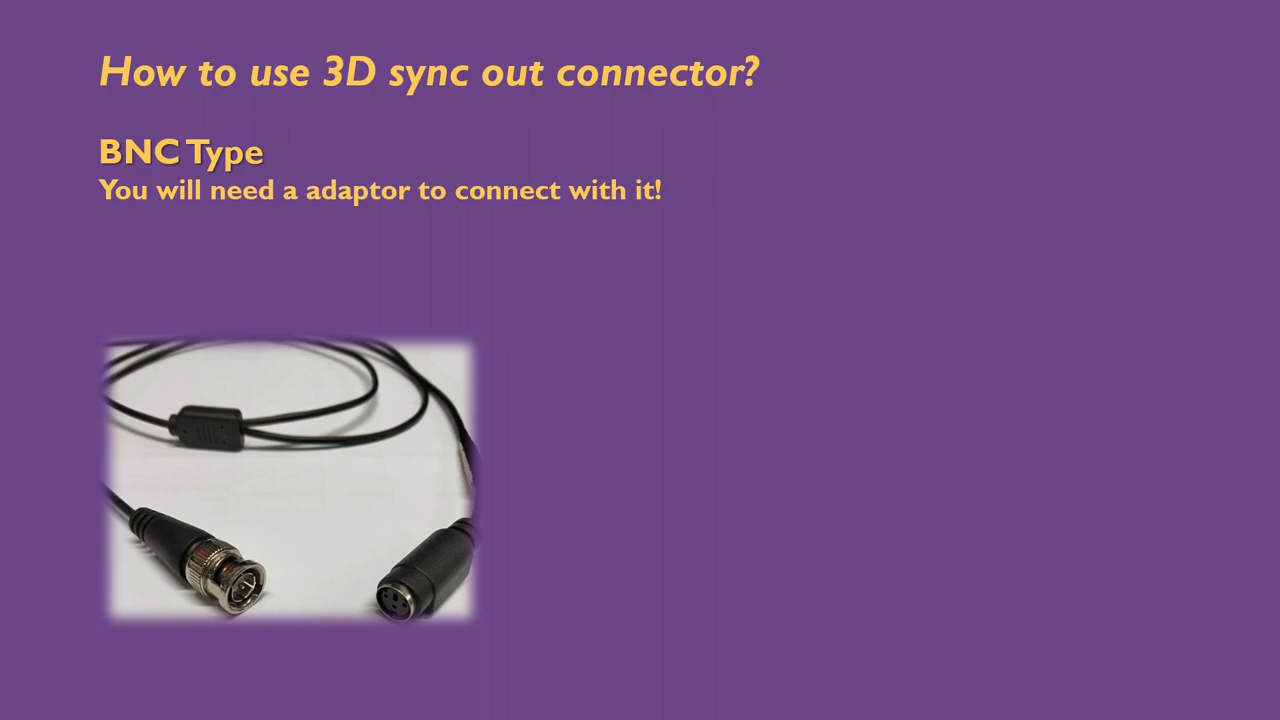 How to use 3D sync out connector?
BNC Type
You will need a adaptor to connect with it!